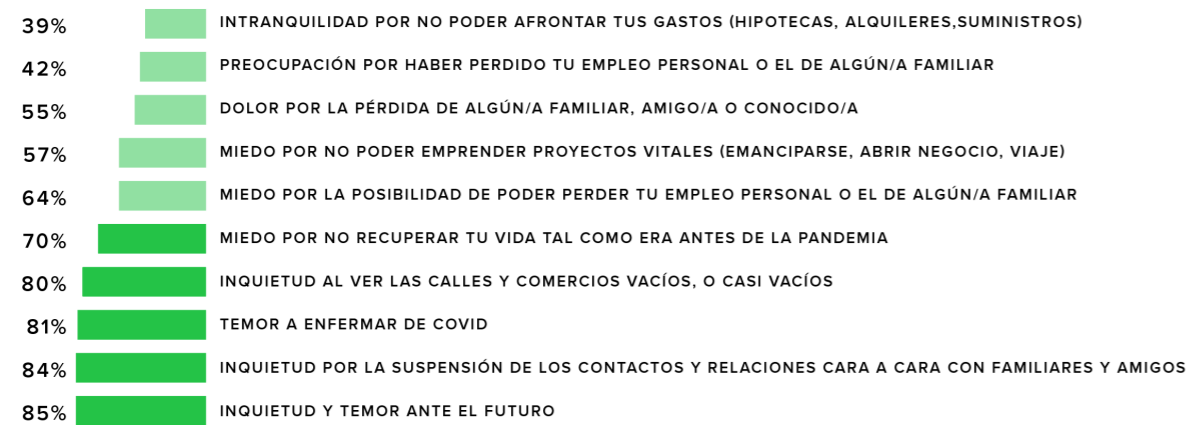 39% INTRANQUILIDAD POR NO PODER AFRONTAR TUS GASTOS (HIPOTECAS, ALQUILERES,SUMINISTROS)
42% PREOCUPACIÓN POR HABER PERDIDO TU EMPLEO PERSONAL O EL DE ALGÚN/A FAMILIAR
55% DOLOR POR LA PÉRDIDA DE ALGÚN/A FAMILIAR, AMIGO/A O CONOCIDO/A
57% MIEDO POR NO PODER EMPRENDER PROYECTOS VITALES (EMANCIPARSE, ABRIR NEGOCIO, VIAJE)
64% MIEDO POR LA POSIBILIDAD DE PODER PERDER TU EMPLEO PERSONAL O EL DE ALGÚN/A FAMILIAR
70% MIEDO POR NO RECUPERAR TU VIDA TAL COMO ERA ANTES DE LA PANDEMIA
80% INQUIETUD AL VER LAS CALLES Y COMERCIOS VACÍOS, O CASI VACÍOS
81% TEMOR A ENFERMAR DE COVID
84% INQUIETUD POR LA SUSPENSIÓN DE LOS CONTACTOS Y RELACIONES CARA A CARA CON FAMILIARES Y AMIGOS
85% INQUIETUD Y TEMOR ANTE EL FUTURO